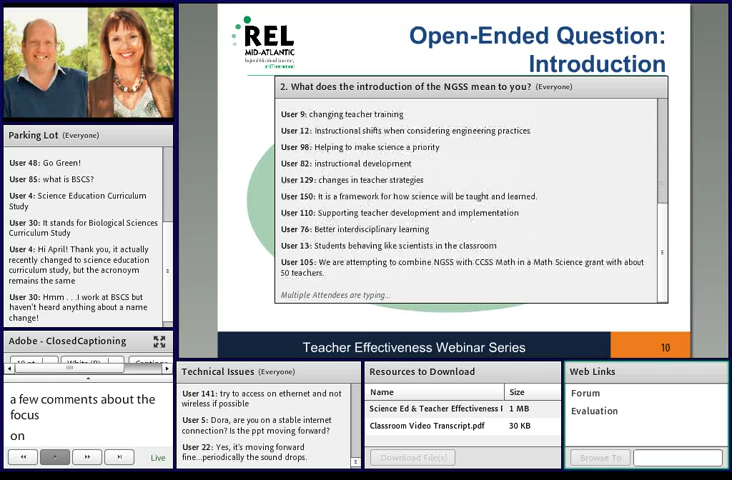 REL
MID-ATLANTIC
Open-Ended Question:
Introduction
2. What does the introduction of the NGSS mean to you? (Everyone)
User 9: changing teacher training
User 12: Instructional shifts when considering engineering practices
User 98: Helping to make science a priority
User 82: instructional development
User 129: changes in teacher strategies
User 150: It is a framework for how science will be taught and learned.
User 110: Supporting teacher development and implementation
User 76: Better interdisciplinary learning
User 13: Students behaving like scientists in the classroom
User 105: We are attempting to combine NGSS with CCSS Math in a Math Science grant with about
50 teachers.
Multiple Attendees are typing...
Teacher Effectiveness Webinar Series
10
Parking Lot (Everyone)
User 48: Go Green!
User 85: what is BSCS?
User 4: Science Education Curriculum
Study
User 30: It stands for Biological Sciences
Curriculum Study
User 4: Hi April! Thank you, it actually
recently changed to science education
curriculum study, but the acronym
remains the same
User 30: Hmm . . .I work at BSCS but
haven't heard anything about a name
change!
Adobe - ClosedCaptioning
a few comments about the
focus
on
Live
Technical Issues (Everyone)
User 141: try to access on ethernet and not
wireless if possible
User 5: Dora, are you on a stable internet
connection? Is the ppt moving forward?
User 22: Yes, it's moving forward
fine...periodically the sound drops.
Resources to Download
Name Size
Science Ed & Teacher Effectiveness 1 MB
Classroom Video Transcript.pdf 30 KB
Download File(s)
Web Links
Forum
Evaluation
Browse To